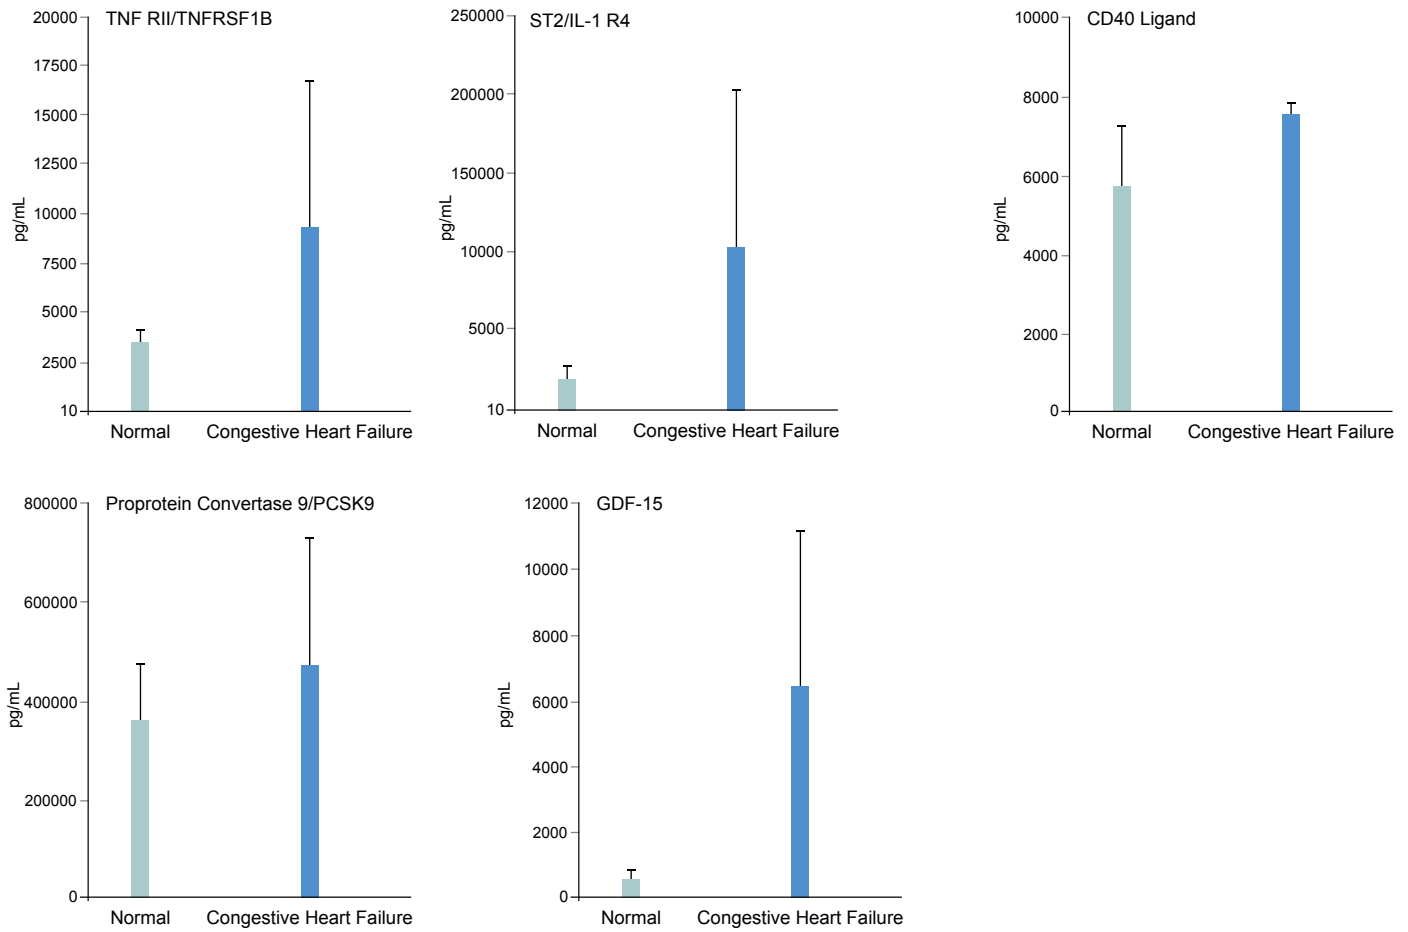 TNF RII/TNFRSF1B
20000
17500
15000
12500
10000
7500
5000
2500
10
pg/mL
Normal Congestive Heart Failure
ST2/IL-1 R4
250000
200000
150000
10000
5000
10
pg/mL
Normal Congestive Heart Failure
CD40 Ligand
10000
8000
6000
4000
2000
0
pg/mL
Normal Congestive Heart Failure
Proprotein Convertase 9/PCSK9
800000
600000
400000
200000
0
pg/mL
Normal Congestive Heart Failure
GDF-15
12000
10000
8000
6000
4000
2000
0
pg/mL
Normal Congestive Heart Failure